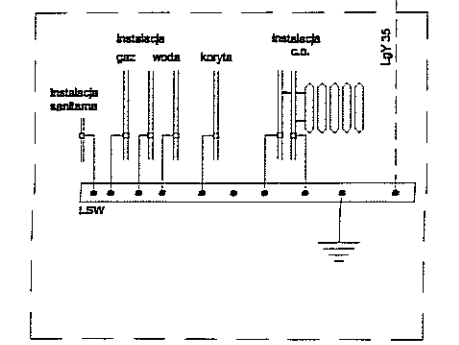 Instalacja
gaz woda
koryta
Instalacja
c.o.
LgY 35
Instalacja
sanitarna
LSW